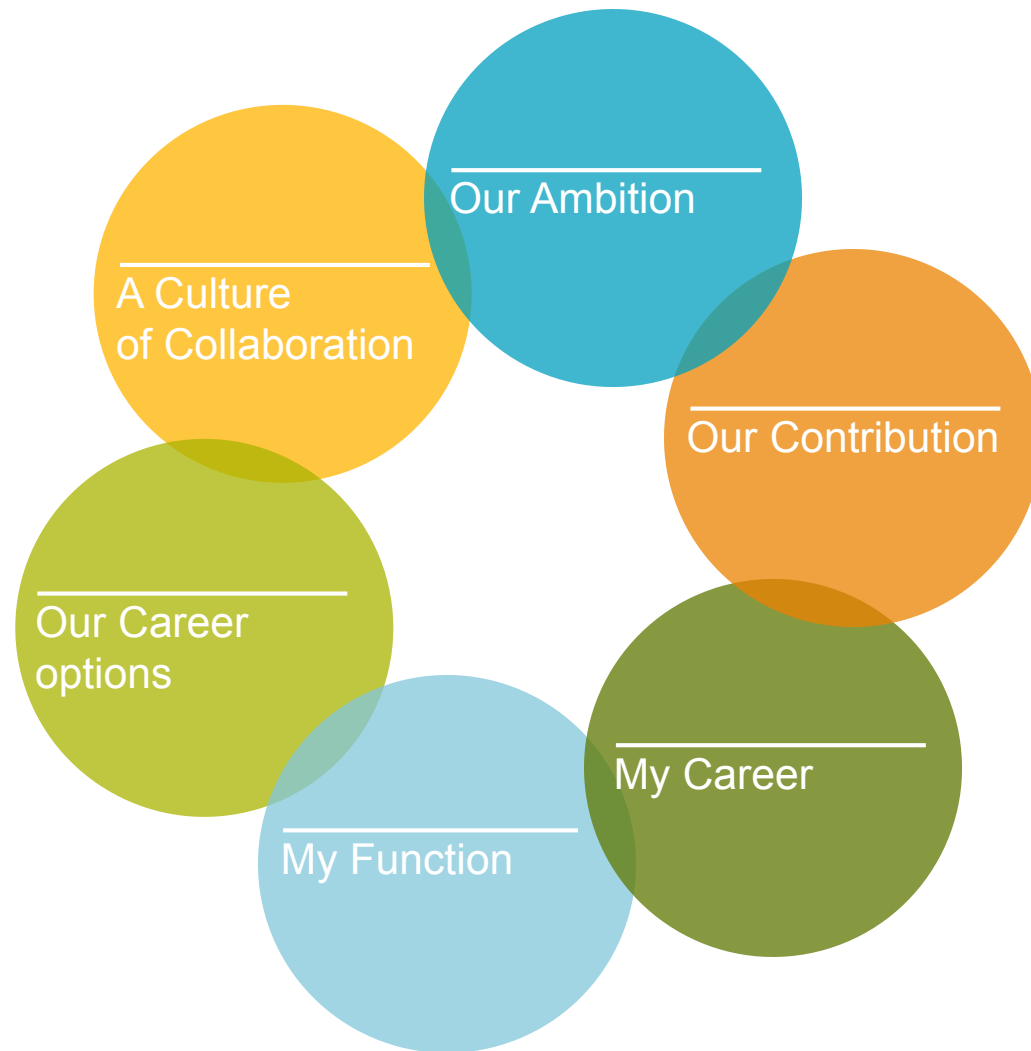 Our Ambition
A Culture
of Collaboration
Our Contribution
Our Career
options
My Career
My Function